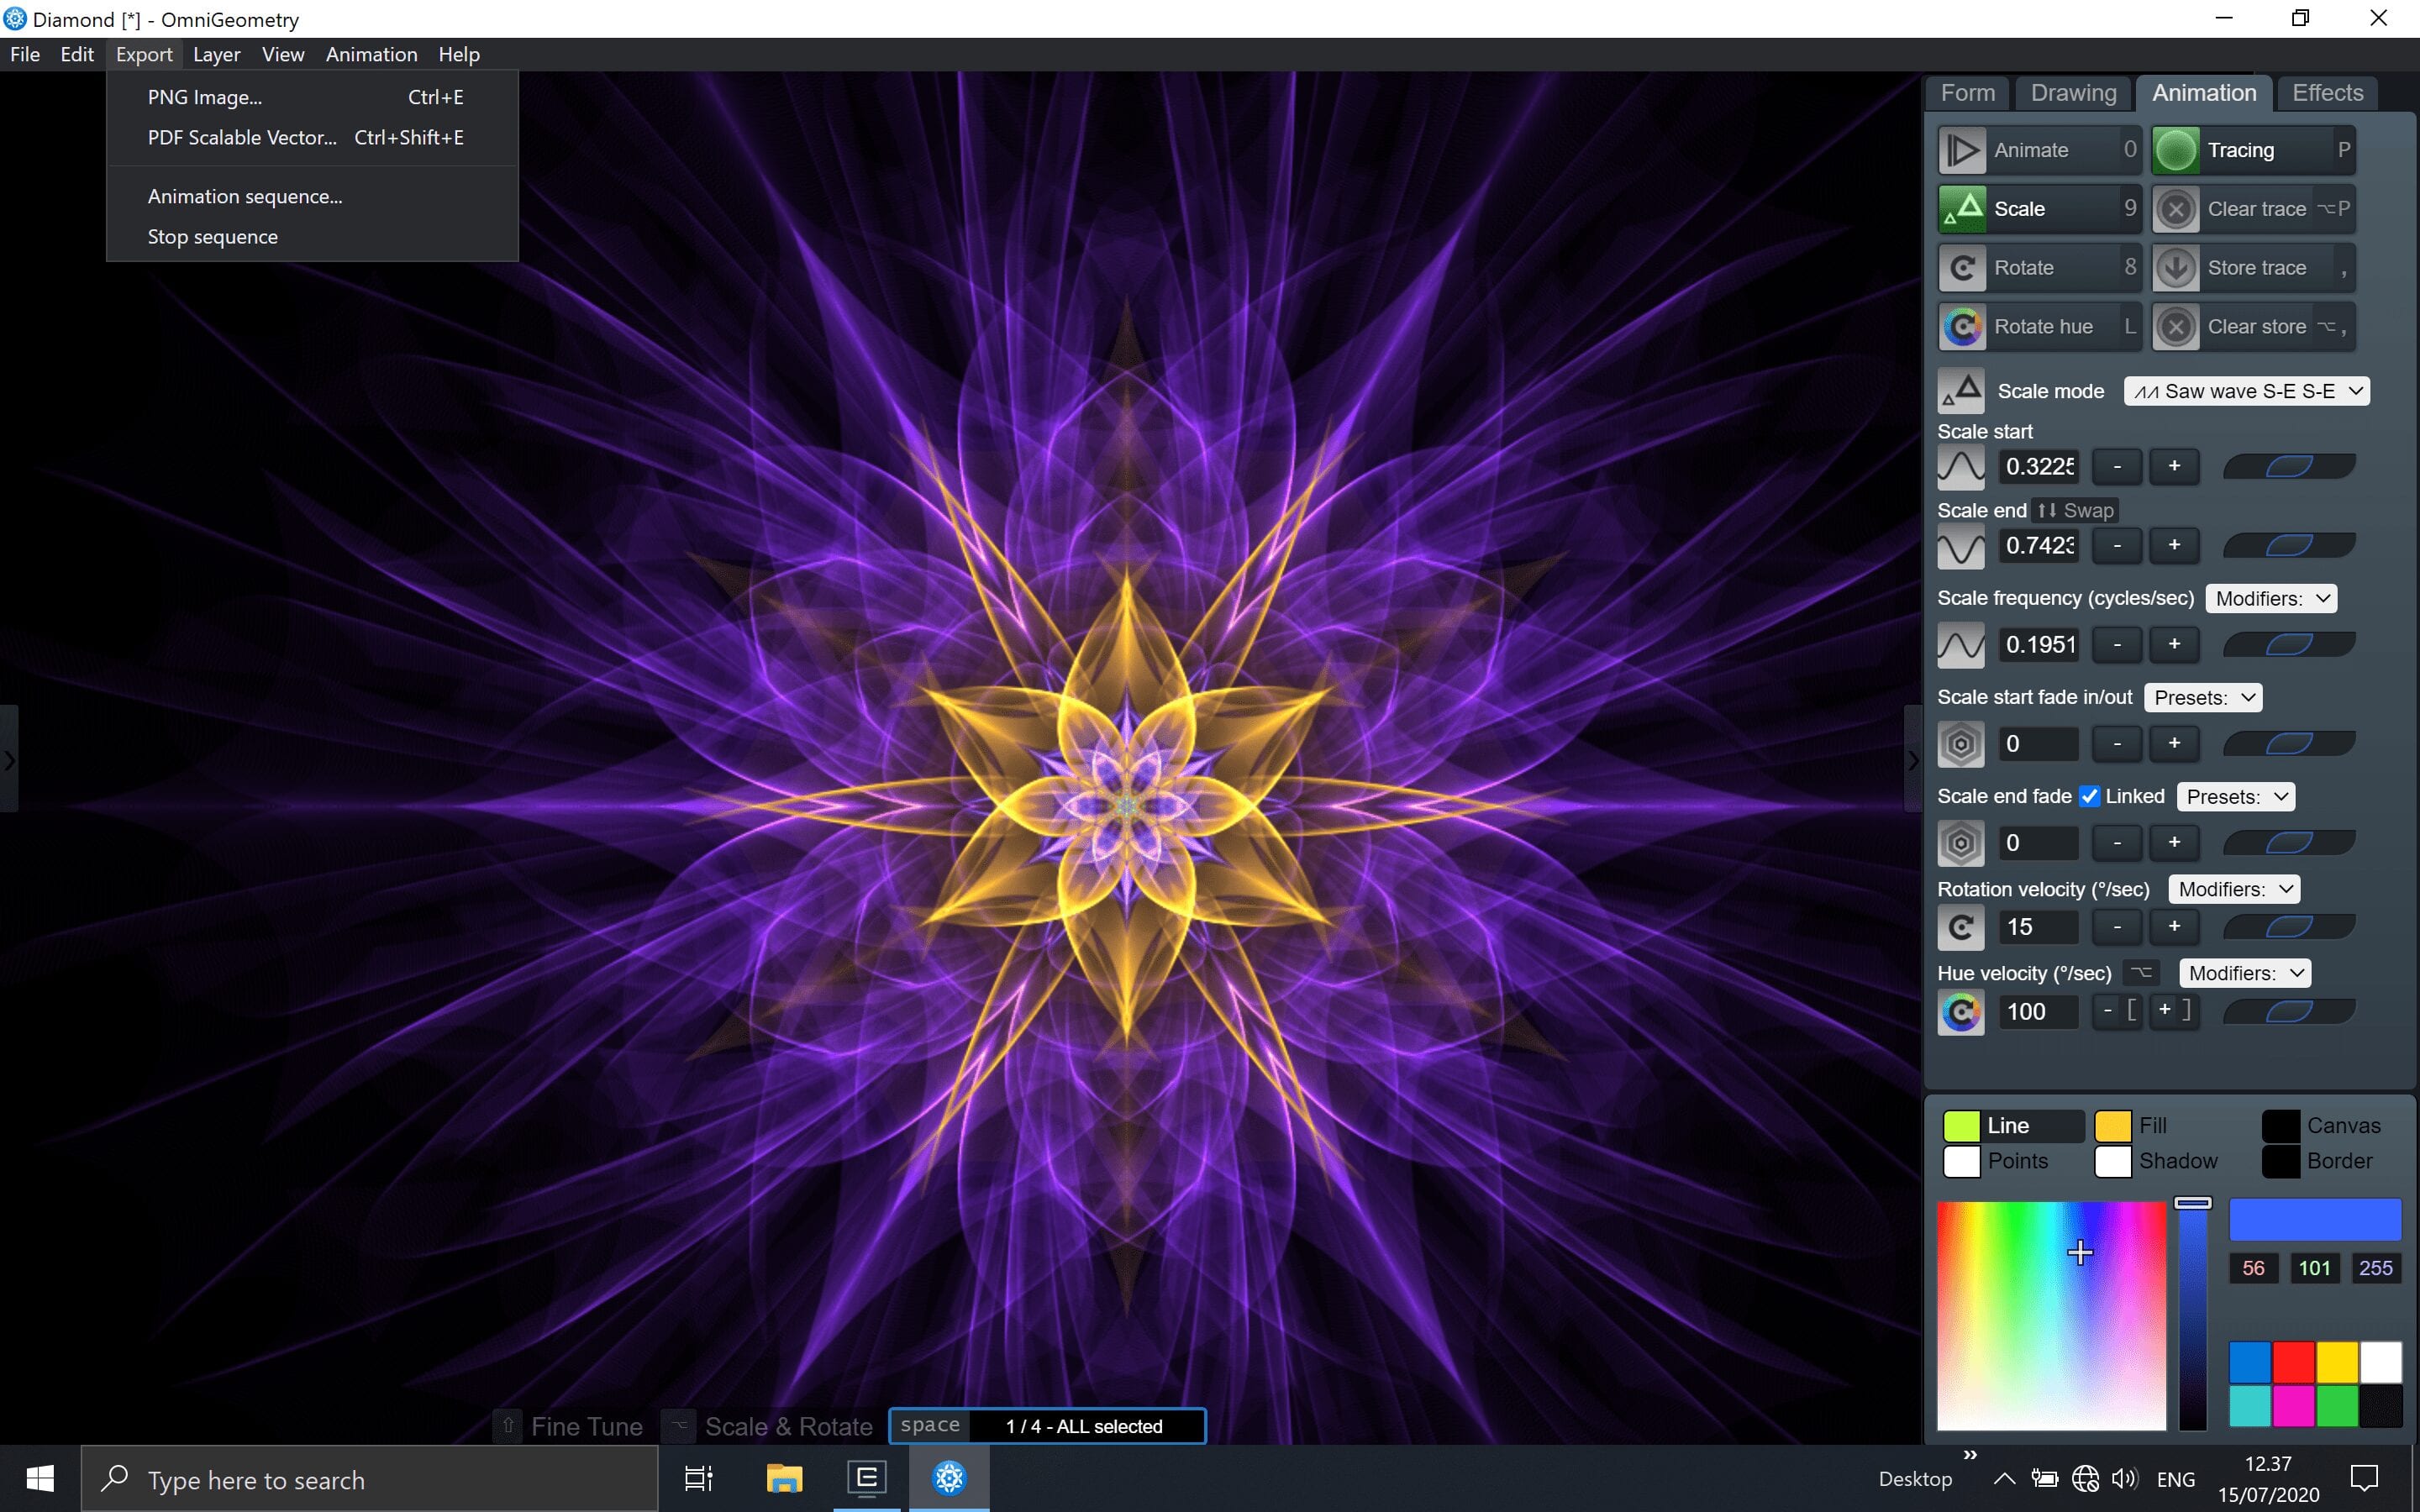 Diamond [*] - OmniGeometry
File Edit Export Layer View Animation Help
PNG Image... Ctrl+E
PDF Scalable Vector... Ctrl+Shift+E
Animation sequence...
Stop sequence
Form Drawing Animation Effects
Animate 0 Tracing P
Scale 9 Clear trace ⌥P
Rotate 8 Store trace ,
Rotate hue L Clear store ⌥ ,
Scale mode Saw wave S-E S-E
Scale start
0.3225 - +
Scale end Swap
0.7423 - +
Scale frequency (cycles/sec) Modifiers:
0.1951 - +
Scale start fade in/out Presets:
0 - +
Scale end fade Linked Presets:
0 - +
Rotation velocity (°/sec) Modifiers:
15 - +
Hue velocity (°/sec) ⌥ Modifiers:
100 - [ + ]
Line Fill Canvas
Points Shadow Border
56 101 255
⇧ Fine Tune ⌥ Scale & Rotate space 1 / 4 - ALL selected
Type here to search
Desktop » ENG
12.37
15/07/2020